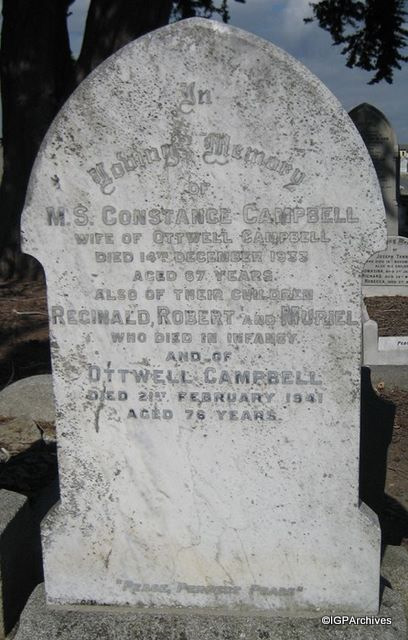 In
Loving Memory
OF
M.S. CONSTANCE CAMPBELL
WIFE OF OTTWELL CAMPBELL
DIED 14TH DECEMBER 1933
AGED 67 YEARS.
ALSO OF THEIR CHILDREN
REGINALD, ROBERT AND MURIEL
WHO DIED IN INFANCY.
AND OF
OTTWELL CAMPBELL
DIED 21ST FEBRUARY 1941
AGED 76 YEARS.
"PEACE, PERFECT PEACE"
©IGPArchives